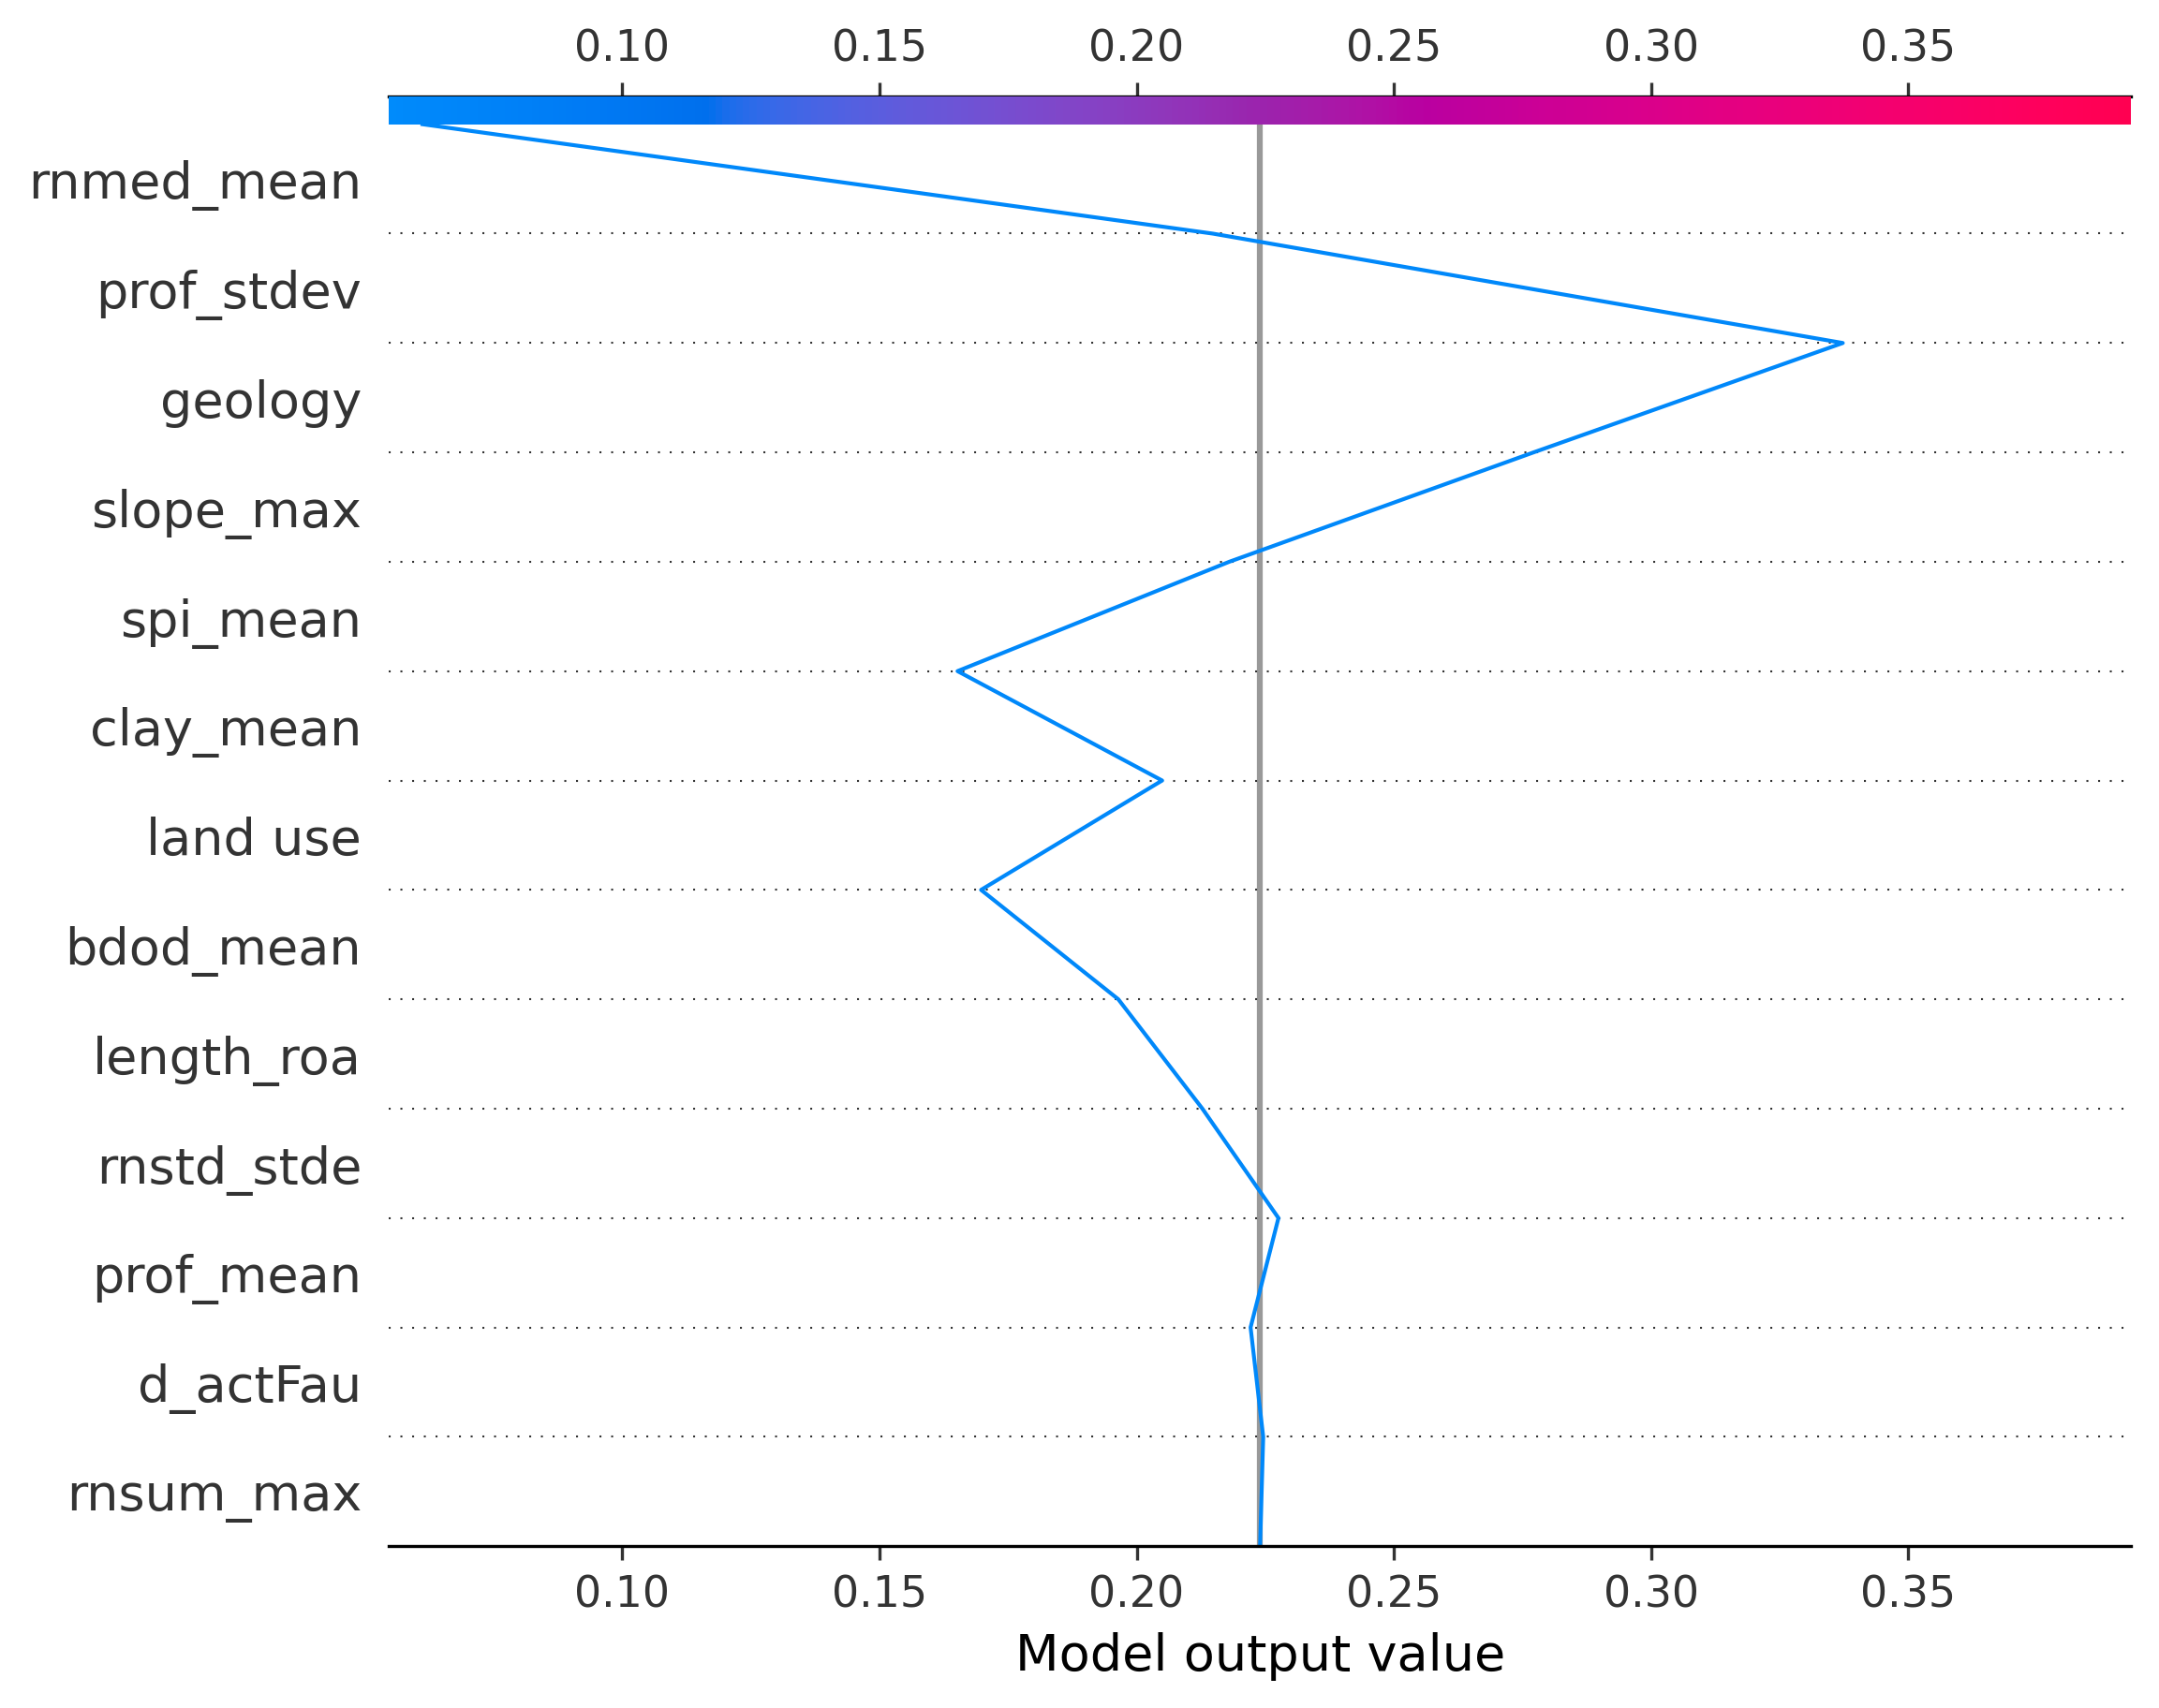 0.10 0.15 0.20 0.25 0.30 0.35
rnmed_mean
prof_stdev
geology
slope_max
spi_mean
clay_mean
land use
bdod_mean
length_roa
rnstd_stde
prof_mean
d_actFau
rnsum_max
0.10 0.15 0.20 0.25 0.30 0.35
Model output value